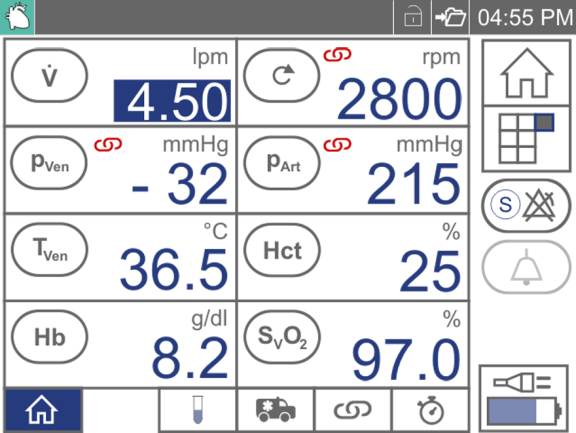 04:55 PM
lpm
V̇
4.50
rpm
2800
mmHg
pVen
- 32
mmHg
pArt
215
°C
TVen
36.5
%
Hct
25
g/dl
Hb
8.2
%
SvO2
97.0
S